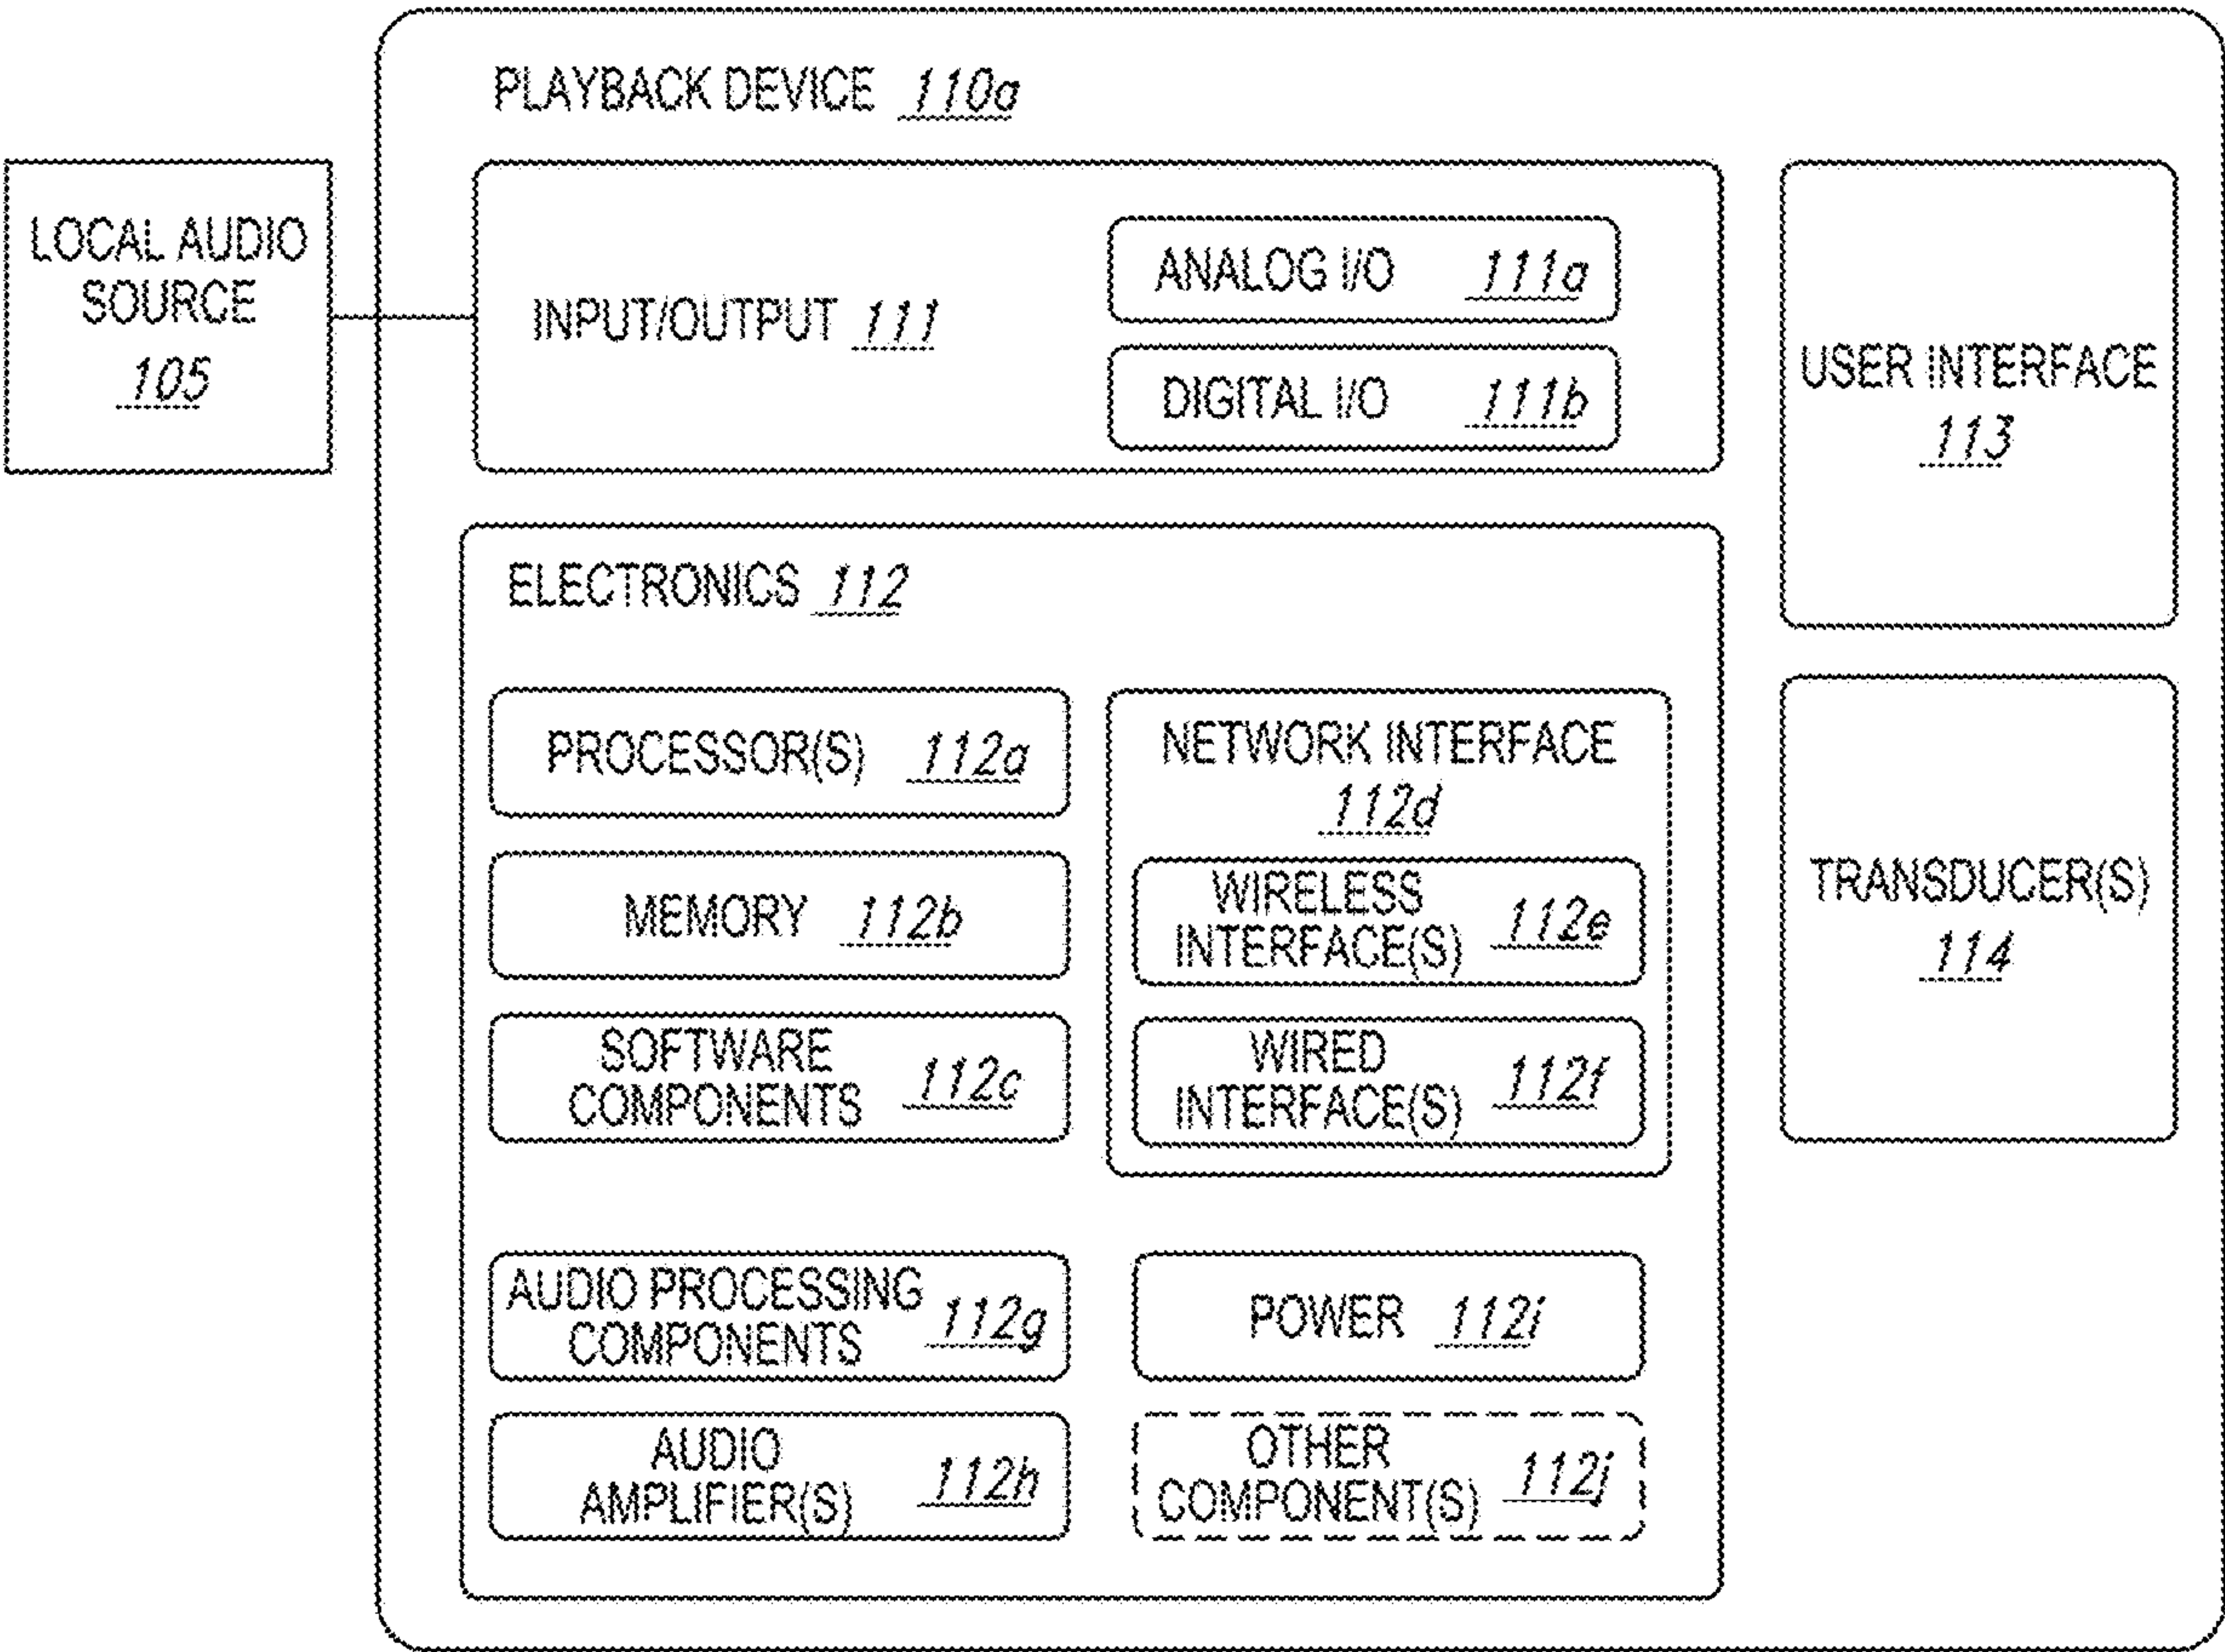 PLAYBACK DEVICE 110a
LOCAL AUDIO
SOURCE
105
INPUT/OUTPUT 111
ANALOG I/O 111a
DIGITAL I/O 111b
USER INTERFACE
113
ELECTRONICS 112
PROCESSOR(S) 112a
MEMORY 112b
SOFTWARE
COMPONENTS 112c
NETWORK INTERFACE
112d
WIRELESS
INTERFACE(S) 112e
WIRED
INTERFACE(S) 112f
TRANSDUCER(S)
114
AUDIO PROCESSING
COMPONENTS 112g
POWER 112i
AUDIO
AMPLIFIER(S) 112h
OTHER
COMPONENT(S) 112j